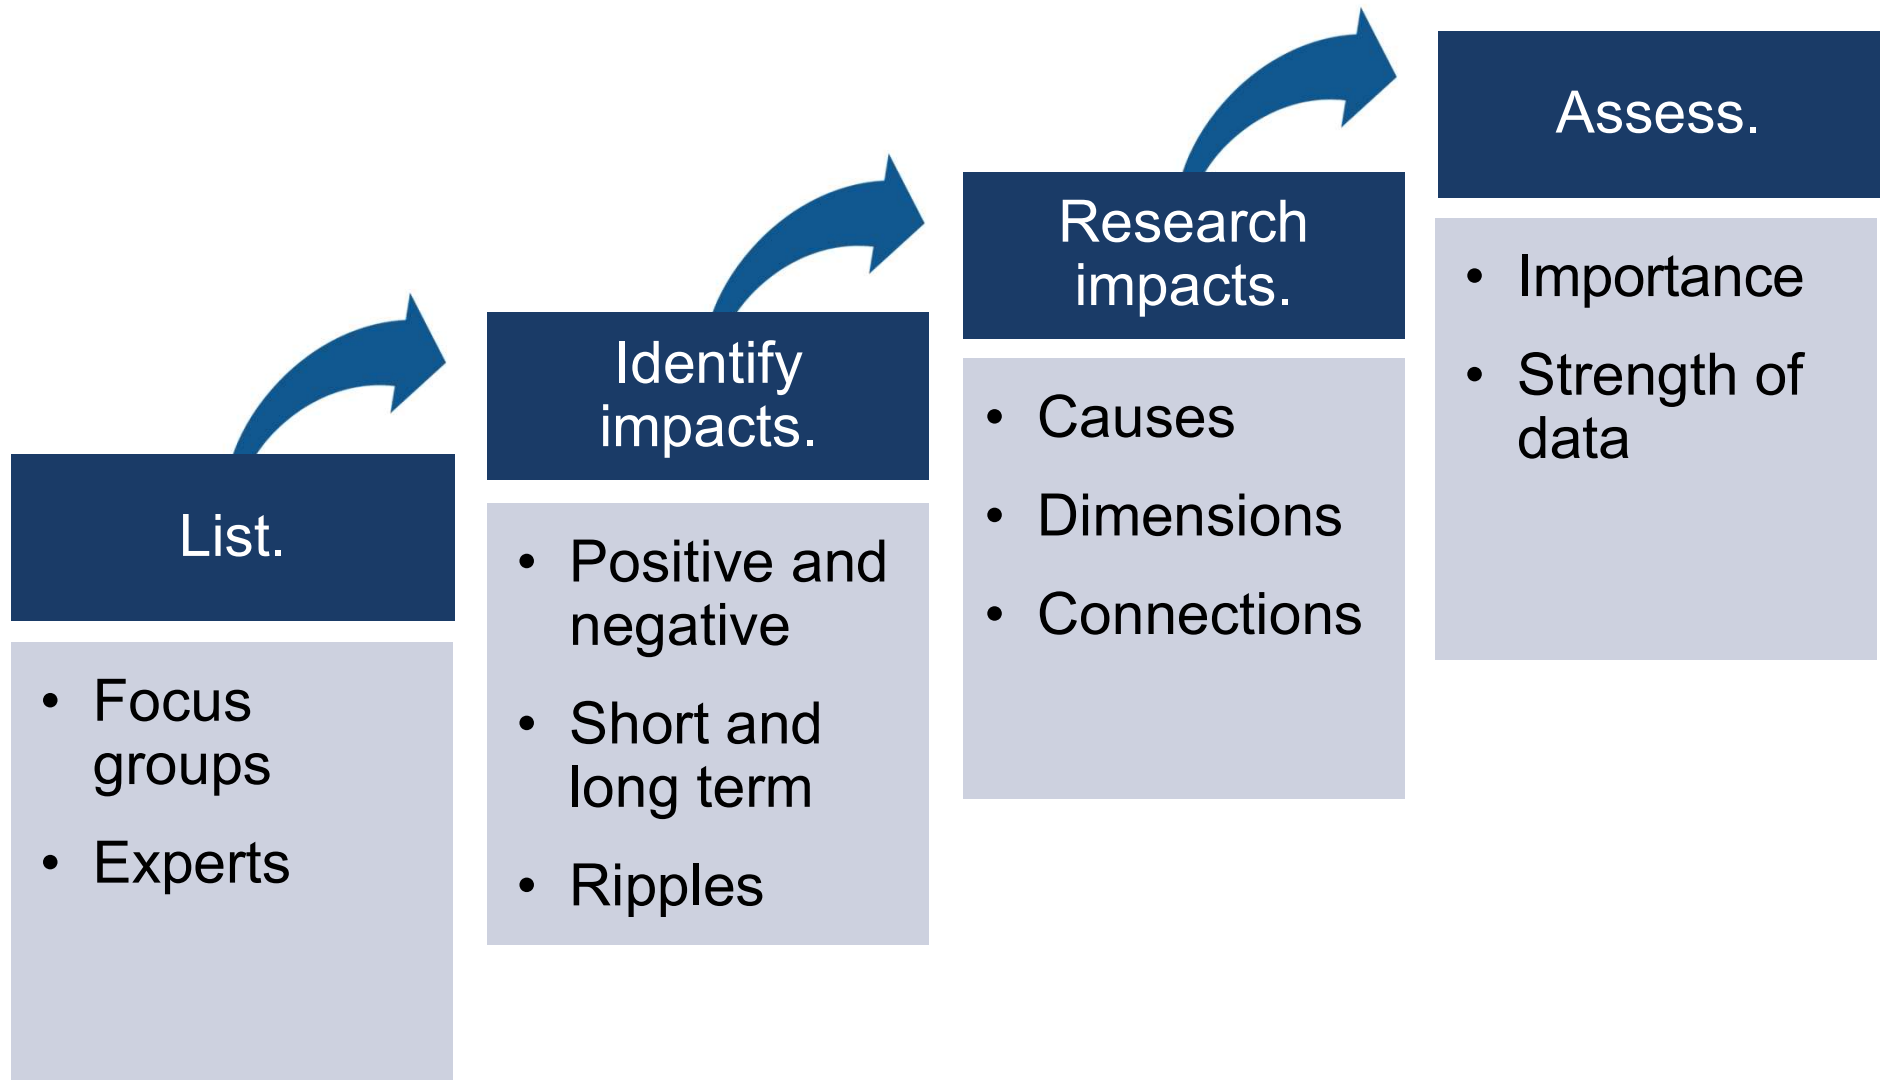 List.
• Focus
groups
• Experts
Identify
impacts.
• Positive and
negative
• Short and
long term
• Ripples
Research
impacts.
• Causes
• Dimensions
• Connections
Assess.
• Importance
• Strength of
data